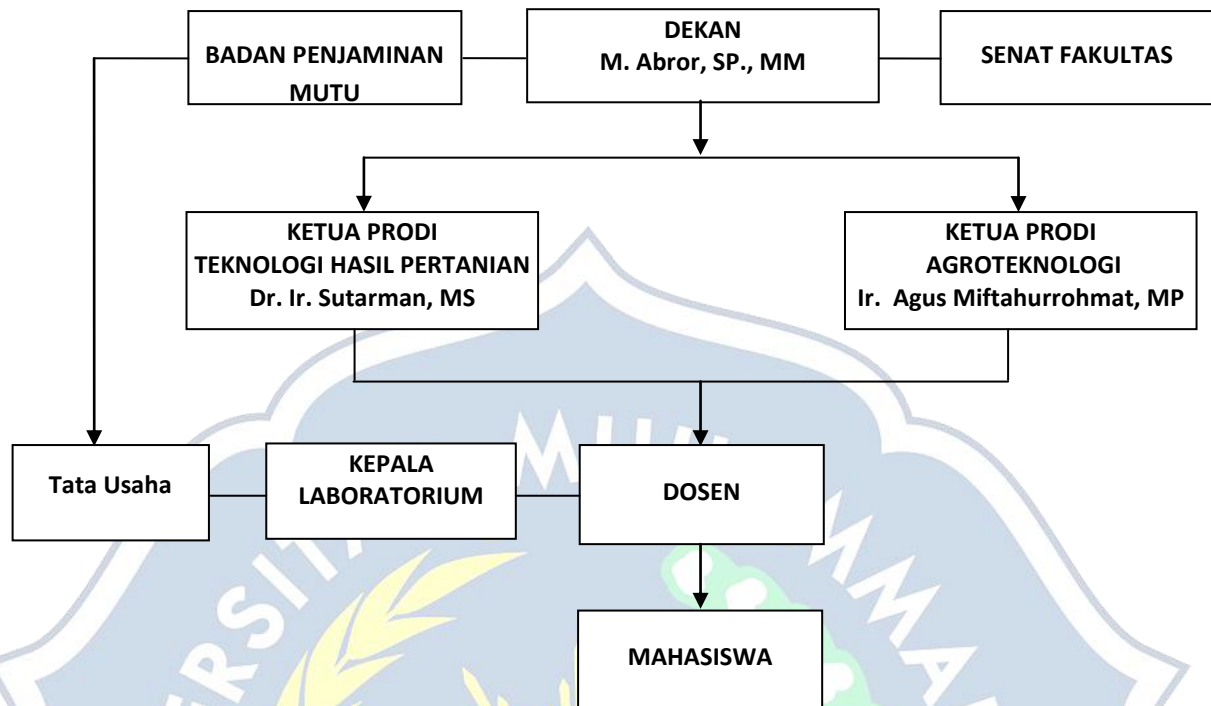 DEKAN
M. Abror, SP., MM
BADAN PENJAMINAN
MUTU
SENAT FAKULTAS
KETUA PRODI
TEKNOLOGI HASIL PERTANIAN
Dr. Ir. Sutarman, MS
KETUA PRODI
AGROTEKNOLOGI
Ir. Agus Miftahurrohmat, MP
Tata Usaha
KEPALA
LABORATORIUM
DOSEN
MAHASISWA